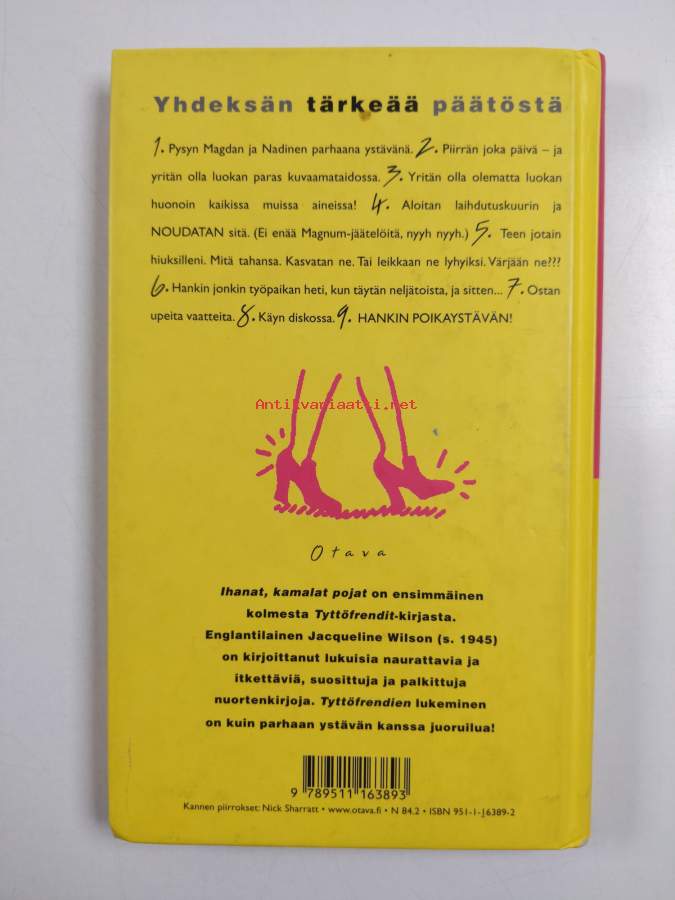 Yhdeksän tärkeää päätöstä
1. Pysyn Magdan ja Nadinen parhaana ystävänä. 2. Piirrän joka päivä – ja
yritän olla luokan paras kuvaamataidossa. 3. Yritän olla olematta luokan
huonoin kaikissa muissa aineissa! 4. Aloitan laihdutuskuurin ja
NOUDATAN sitä. (Ei enää Magnum-jäätelöitä, nyyh nyyh.) 5. Teen jotain
hiuksilleni. Mitä tahansa. Kasvatan ne. Tai leikkaan ne lyhyiksi. Värjään ne???
6. Hankin jonkin työpaikan heti, kun täytän neljätoista, ja sitten... 7. Ostan
upeita vaatteita. 8. Käyn diskossa. 9. HANKIN POIKAYSTÄVÄN!
Antikvariaatti.net
Otava
Ihanat, kamalat pojat on ensimmäinen
kolmesta Tyttöfrendit-kirjasta.
Englantilainen Jacqueline Wilson (s. 1945)
on kirjoittanut lukuisia naurattavia ja
itkettäviä, suosittuja ja palkittuja
nuortenkirjoja. Tyttöfrendien lukeminen
on kuin parhaan ystävän kanssa juoruilua!
9 789511 163893
Kannen piirrokset: Nick Sharratt • www.otava.fi • N 84.2 • ISBN 951-1-16389-2